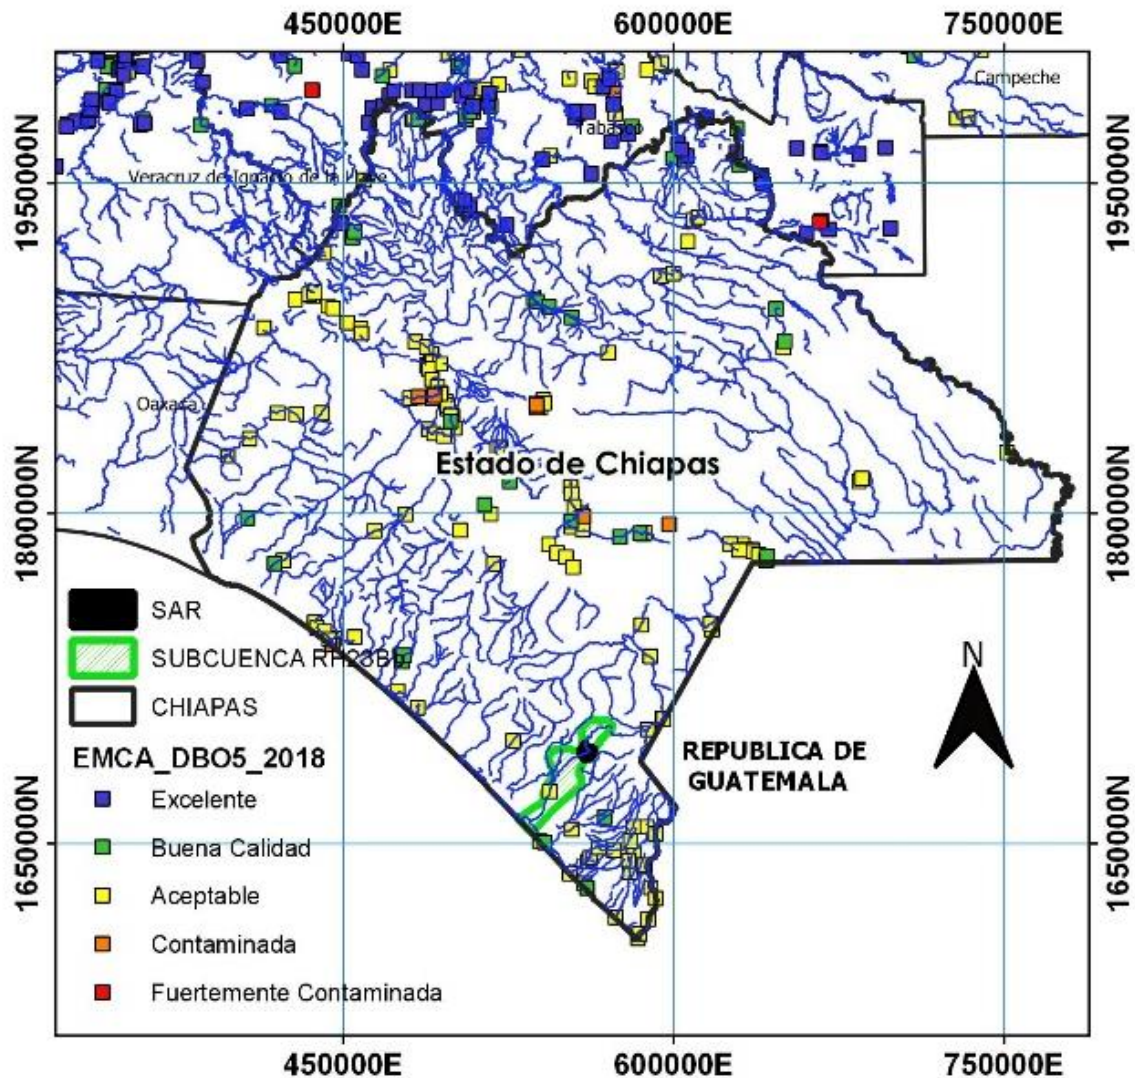 450000E 600000E 750000E
Campeche
Tabasco
1950000N 1950000N
Veracruz de Ignacio de la Llave
Oaxaca
Estado de Chiapas
1800000N 1800000N
SAR
SUBCUENCA
CHIAPAS
N
REPUBLICA DE
GUATEMALA
EMCA_DBO5_2018
Excelente
Buena Calidad
1650000N 1650000N
Aceptable
Contaminada
Fuertemente Contaminada
450000E 600000E 750000E